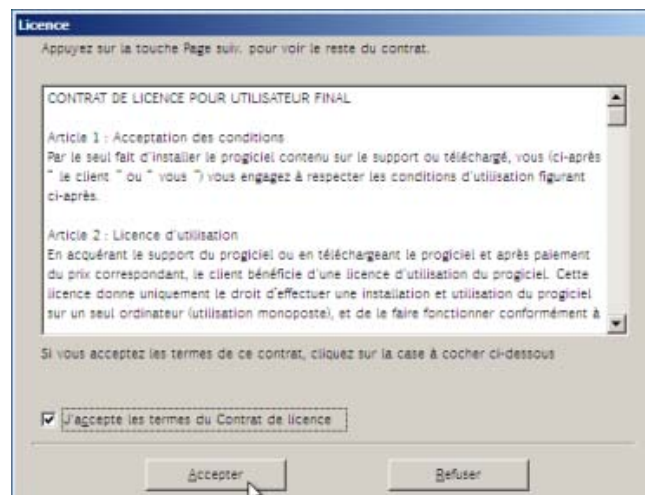 Licence
Appuyez sur la touche Page suiv. pour voir le reste du contrat.
CONTRAT DE LICENCE POUR UTILISATEUR FINAL
Article 1 : Acceptation des conditions
Par le seul fait d'installer le progiciel contenu sur le support ou téléchargé, vous (ci-après
" le client " ou " vous ") vous engagez à respecter les conditions d'utilisation figurant
ci-après.
Article 2 : Licence d'utilisation
En acquérant le support du progiciel ou en téléchargeant le progiciel et après paiement
du prix correspondant, le client bénéficie d'une licence d'utilisation du progiciel. Cette
licence donne uniquement le droit d'effectuer une installation et utilisation du progiciel
sur un seul ordinateur (utilisation monoposte), et de le faire fonctionner conformément à
Si vous acceptez les termes de ce contrat, cliquez sur la case à cocher ci-dessous
J'accepte les termes du Contrat de licence
Accepter
Refuser